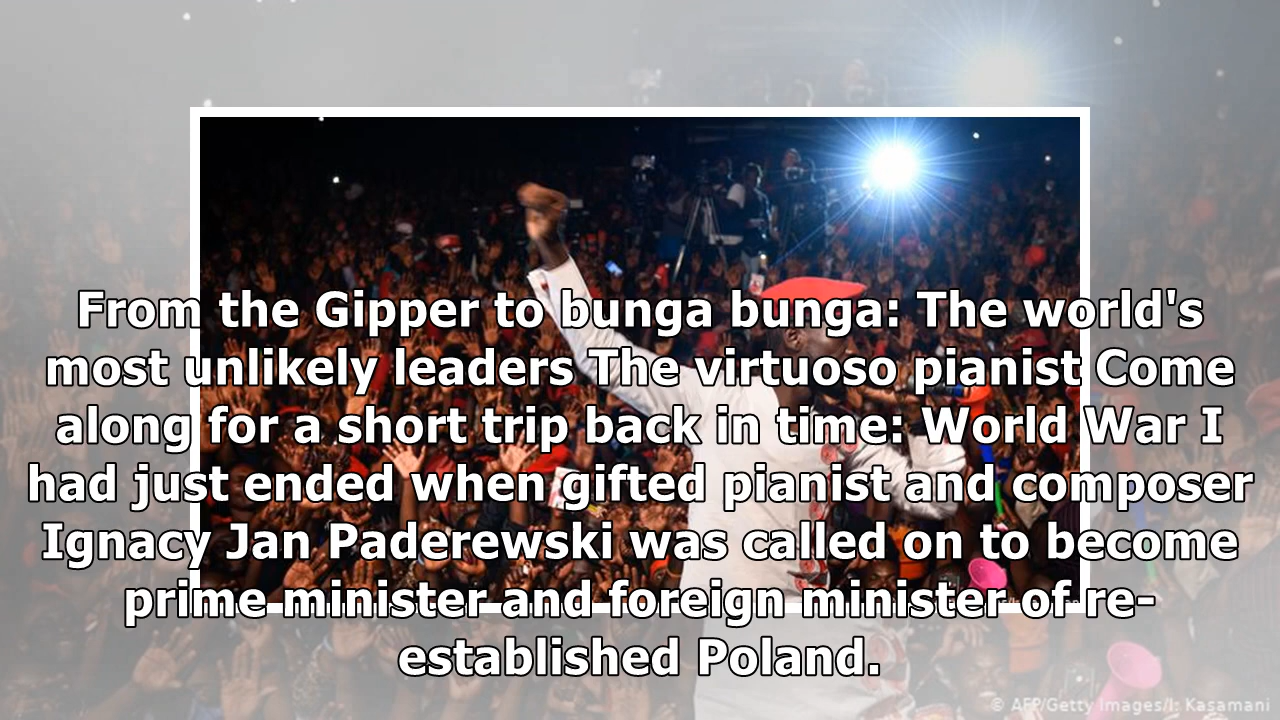 From the Gipper to bunga bunga: The world's
most unlikely leaders The virtuoso pianist Come
along for a short trip back in time: World War I
had just ended when gifted pianist and composer
Ignacy Jan Paderewski was called on to become
prime minister and foreign minister of re-
established Poland.
© AFP/Getty Images/I. Kasamani